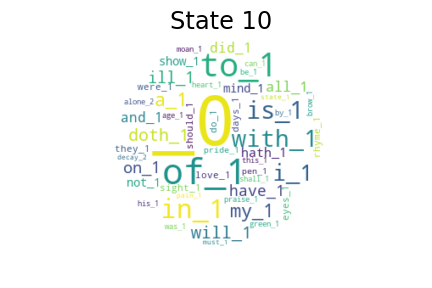 State 10
moan_1
did_1
show_1
to_1
can_1
be_1
ill_1
heart_1
were_1
mind_1
all_1
state_1
alone_2
a_1
_0
is_1
age_1
should_1
do_1
days_1
by_1
brow_1
and_1
doth_1
with_1
rhyme_1
they_1
pride_1
hath_1
decay_2
this_1
on_1
of_1
love_1
pen_1
i_1
not_1
sight_1
shall_1
have_1
eyes_1
his_1
in_1
praise_1
my_1
green_1
was_1
will_1
must_1